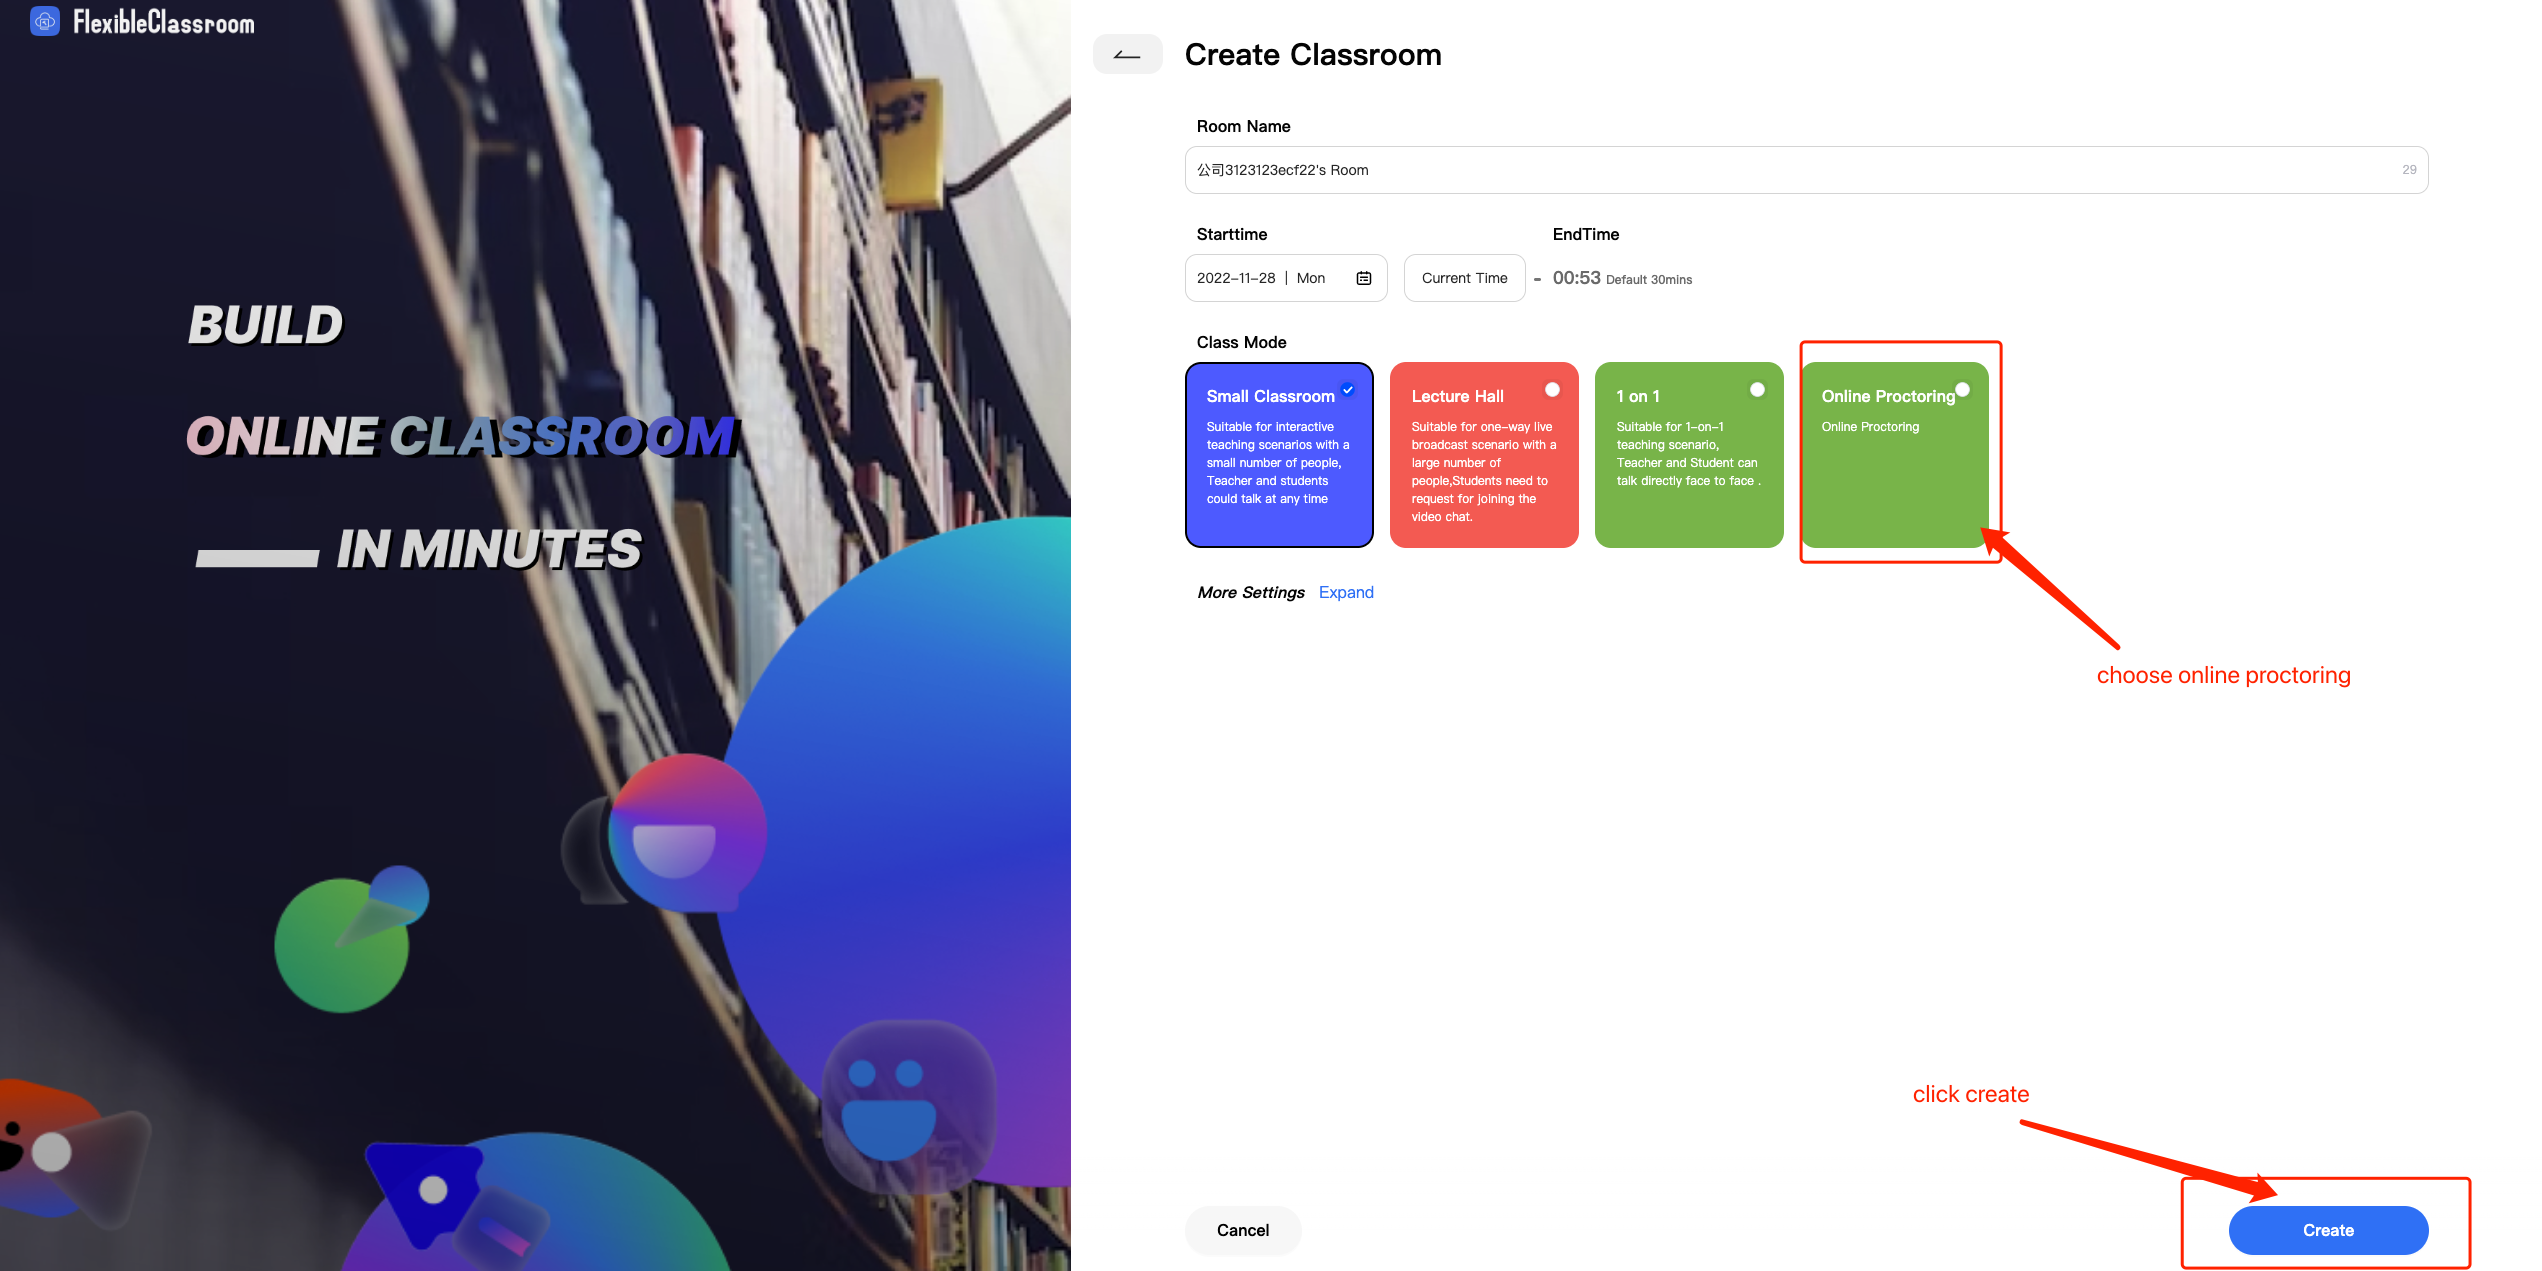 FlexibleClassroom
BUILD
ONLINE CLASSROOM
IN MINUTES
Create Classroom
Room Name
公司3123123ecf22's Room
29
Starttime
EndTime
2022-11-28 | Mon
Current Time
- 00:53 Default 30mins
Class Mode
Small Classroom
Suitable for interactive
teaching scenarios with a
small number of people,
Teacher and students
could talk at any time
Lecture Hall
Suitable for one-way live
broadcast scenario with a
large number of
people,Students need to
request for joining the
video chat.
1 on 1
Suitable for 1-on-1
teaching scenario,
Teacher and Student can
talk directly face to face .
Online Proctoring
Online Proctoring
More Settings Expand
choose online proctoring
click create
Cancel
Create